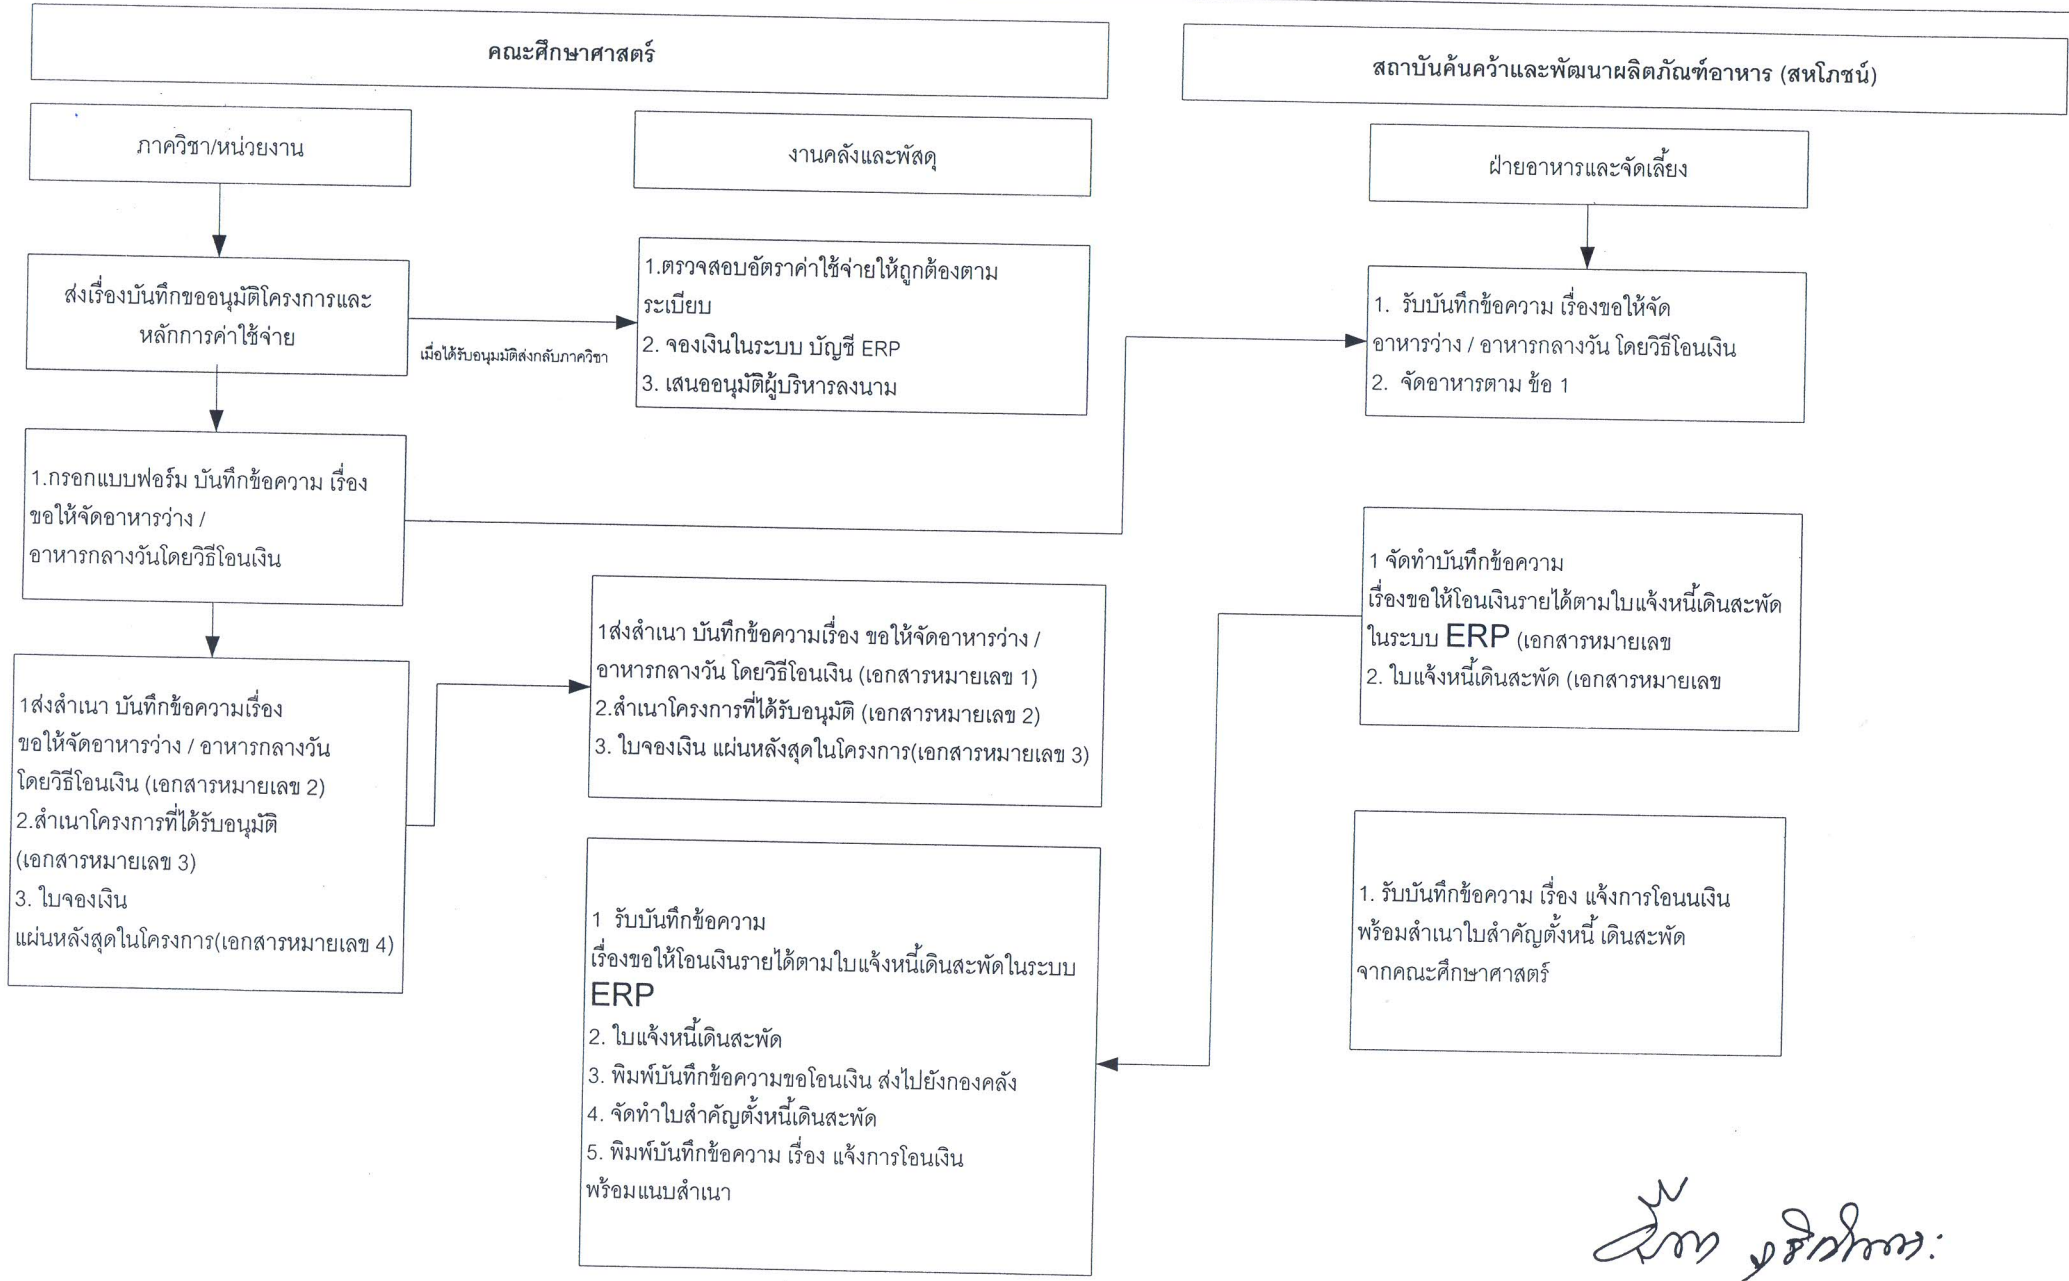 คณะศึกษาศาสตร์
สถาบันค้นคว้าและพัฒนาผลิตภัณฑ์อาหาร (สหโภชน์)
ภาควิชา/หน่วยงาน
งานคลังและพัสดุ
ฝ่ายอาหารและจัดเลี้ยง
ส่งเรื่องบันทึกขออนุมัติโครงการและ
หลักการค่าใช้จ่าย
เมื่อได้รับอนุมมัติส่งกลับภาควิชา
1.ตรวจสอบอัตราค่าใช้จ่ายให้ถูกต้องตาม
ระเบียบ
2. จองเงินในระบบ บัญชี ERP
3. เสนออนุมัติผู้บริหารลงนาม
1. รับบันทึกข้อความ เรื่องขอให้จัด
อาหารว่าง / อาหารกลางวัน โดยวิธีโอนเงิน
2. จัดอาหารตาม ข้อ 1
1.กรอกแบบฟอร์ม บันทึกข้อความ เรื่อง
ขอให้จัดอาหารว่าง /
อาหารกลางวันโดยวิธีโอนเงิน
1ส่งสำเนา บันทึกข้อความเรื่อง ขอให้จัดอาหารว่าง /
อาหารกลางวัน โดยวิธีโอนเงิน (เอกสารหมายเลข 1)
2.สำเนาโครงการที่ได้รับอนุมัติ (เอกสารหมายเลข 2)
3. ใบจองเงิน แผ่นหลังสุดในโครงการ(เอกสารหมายเลข 3)
1 จัดทำบันทึกข้อความ
เรื่องขอให้โอนเงินรายได้ตามใบแจ้งหนี้เดินสะพัด
ในระบบ ERP (เอกสารหมายเลข
2. ใบแจ้งหนี้เดินสะพัด (เอกสารหมายเลข
1ส่งสำเนา บันทึกข้อความเรื่อง
ขอให้จัดอาหารว่าง / อาหารกลางวัน
โดยวิธีโอนเงิน (เอกสารหมายเลข 2)
2.สำเนาโครงการที่ได้รับอนุมัติ
(เอกสารหมายเลข 3)
3. ใบจองเงิน
แผ่นหลังสุดในโครงการ(เอกสารหมายเลข 4)
1 รับบันทึกข้อความ
เรื่องขอให้โอนเงินรายได้ตามใบแจ้งหนี้เดินสะพัดในระบบ
ERP
2. ใบแจ้งหนี้เดินสะพัด
3. พิมพ์บันทึกข้อความขอโอนเงิน ส่งไปยังกองคลัง
4. จัดทำใบสำคัญตั้งหนี้เดินสะพัด
5. พิมพ์บันทึกข้อความ เรื่อง แจ้งการโอนเงิน
พร้อมแนบสำเนา
1. รับบันทึกข้อความ เรื่อง แจ้งการโอนนเงิน
พร้อมสำเนาใบสำคัญตั้งหนี้ เดินสะพัด
จากคณะศึกษาศาสตร์